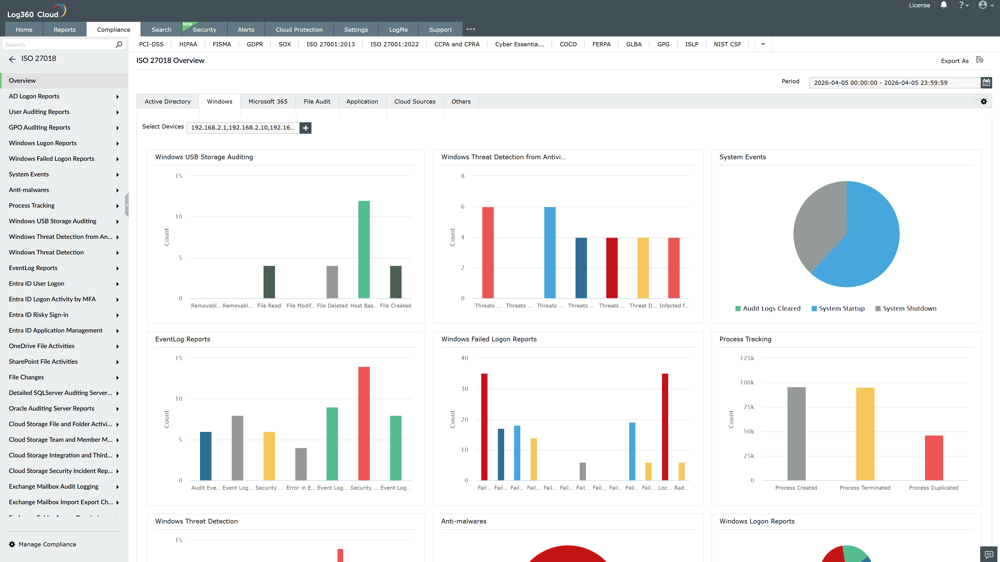 License
?
Log360 Cloud
Home
Reports
Compliance
Search
NEW
Security
Alerts
Cloud Protection
Settings
LogMe
Support
Search
PCI-DSS
HIPAA
FISMA
GDPR
SOX
ISO 27001:2013
ISO 27001:2022
CCPA and CPRA
Cyber Essentia...
COCO
FERPA
GLBA
GPG
ISLP
NIST CSF
ISO 27018
Overview
AD Logon Reports
User Auditing Reports
GPO Auditing Reports
Windows Logon Reports
Windows Failed Logon Reports
System Events
Anti-malwares
Process Tracking
Windows USB Storage Auditing
Windows Threat Detection from An...
Windows Threat Detection
EventLog Reports
Entra ID User Logon
Entra ID Logon Activity by MFA
Entra ID Risky Sign-in
Entra ID Application Management
OneDrive File Activities
SharePoint File Activities
File Changes
Detailed SQLServer Auditing Server...
Oracle Auditing Server Reports
Cloud Storage File and Folder Activi...
Cloud Storage Team and Member M...
Cloud Storage Integration and Third...
Cloud Storage Security Incident Rep...
Exchange Mailbox Audit Logging
Exchange Mailbox Import Export Ch...
Manage Compliance
ISO 27018 Overview
Export As
Period
2026-04-05 00:00:00 - 2026-04-05 23:59:59
Active Directory
Windows
Microsoft 365
File Audit
Application
Cloud Sources
Others
Select Devices
192.168.2.1,192.168.2.10,192.16...
Windows USB Storage Auditing
15
10
5
0
Count
Removabl...
Removabl...
File Read
File Modif...
File Deleted
Host Bas...
File Created
Windows Threat Detection from Antivi...
8
6
4
2
0
Count
Threats ...
Threats ...
Threats ...
Threats ...
Threats ...
Threat D...
Infected f...
System Events
Audit Logs Cleared
System Startup
System Shutdown
EventLog Reports
15
10
5
0
Count
Audit Eve...
Event Log...
Security ...
Error in E...
Event Log...
Security ...
Event Log...
Windows Failed Logon Reports
40
30
20
10
0
Count
Fail...
Fail...
Fail...
Fail...
Fail...
Fail...
Fail...
Fail...
Fail...
Fail...
Fail...
Loc...
Rad...
Process Tracking
125k
100k
75k
50k
25k
0
Count
Process Created
Process Terminated
Process Duplicated
Windows Threat Detection
15
Anti-malwares
Windows Logon Reports